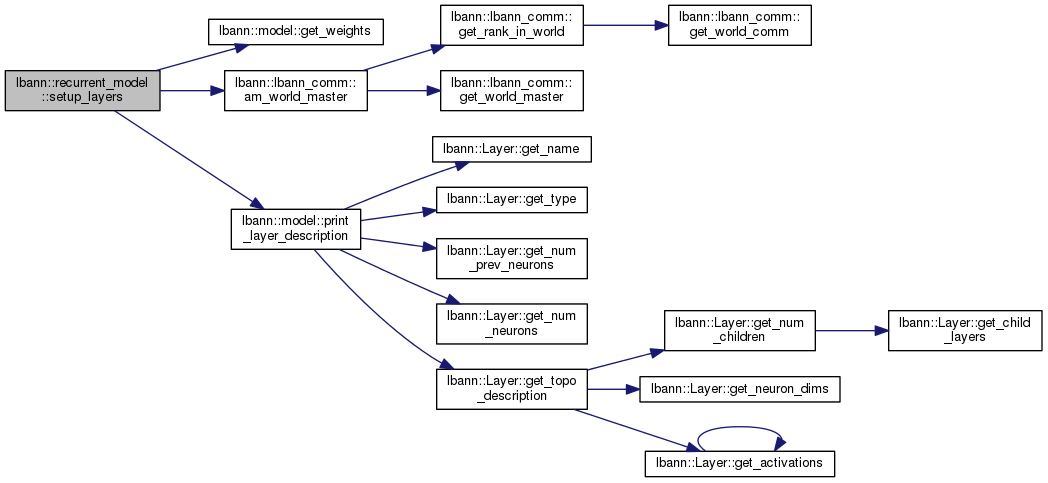 lbann::recurrent_model
::setup_layers
lbann::model::get_weights
lbann::lbann_comm::
am_world_master
lbann::lbann_comm::
get_rank_in_world
lbann::lbann_comm::
get_world_comm
lbann::lbann_comm::
get_world_master
lbann::model::print
_layer_description
lbann::Layer::get_name
lbann::Layer::get_type
lbann::Layer::get_num
_prev_neurons
lbann::Layer::get_num
_neurons
lbann::Layer::get_topo
_description
lbann::Layer::get_num
_children
lbann::Layer::get_child
_layers
lbann::Layer::get_neuron_dims
lbann::Layer::get_activations